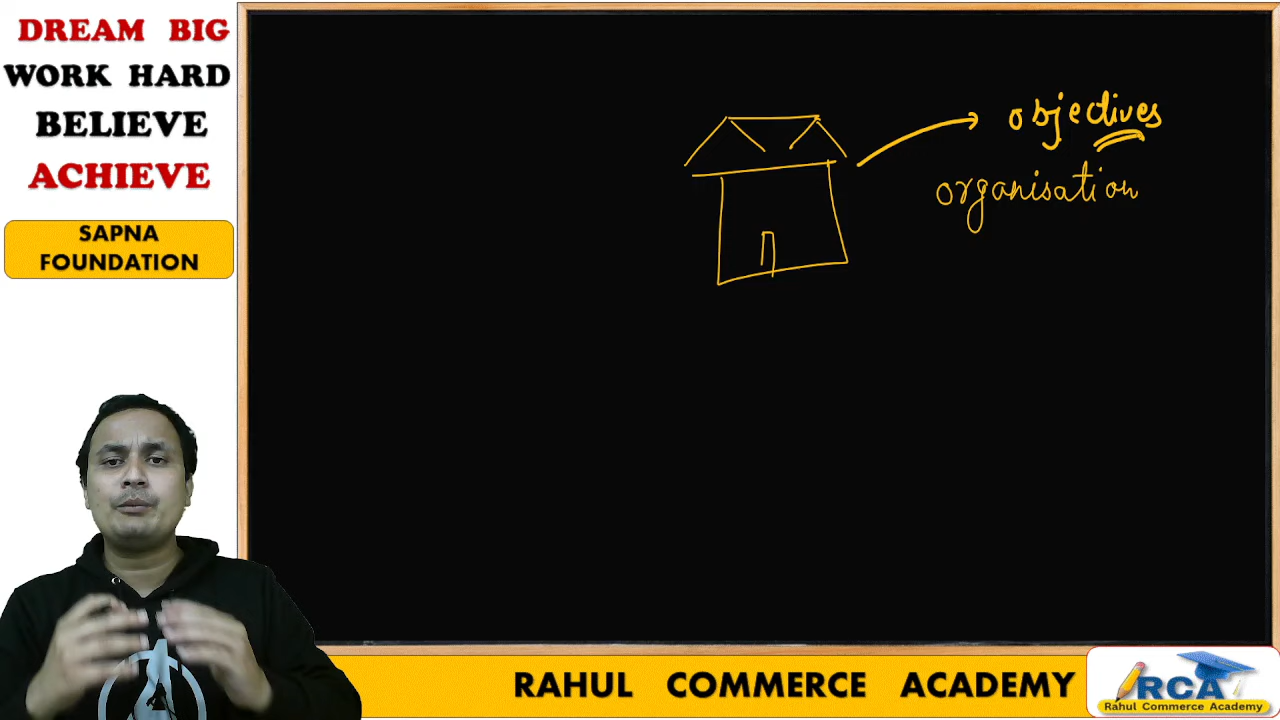 DREAM BIG
WORK HARD
BELIEVE
ACHIEVE
SAPNA
FOUNDATION
objectives
organisation
RAHUL COMMERCE ACADEMY
RCA
Rahul Commerce Academy